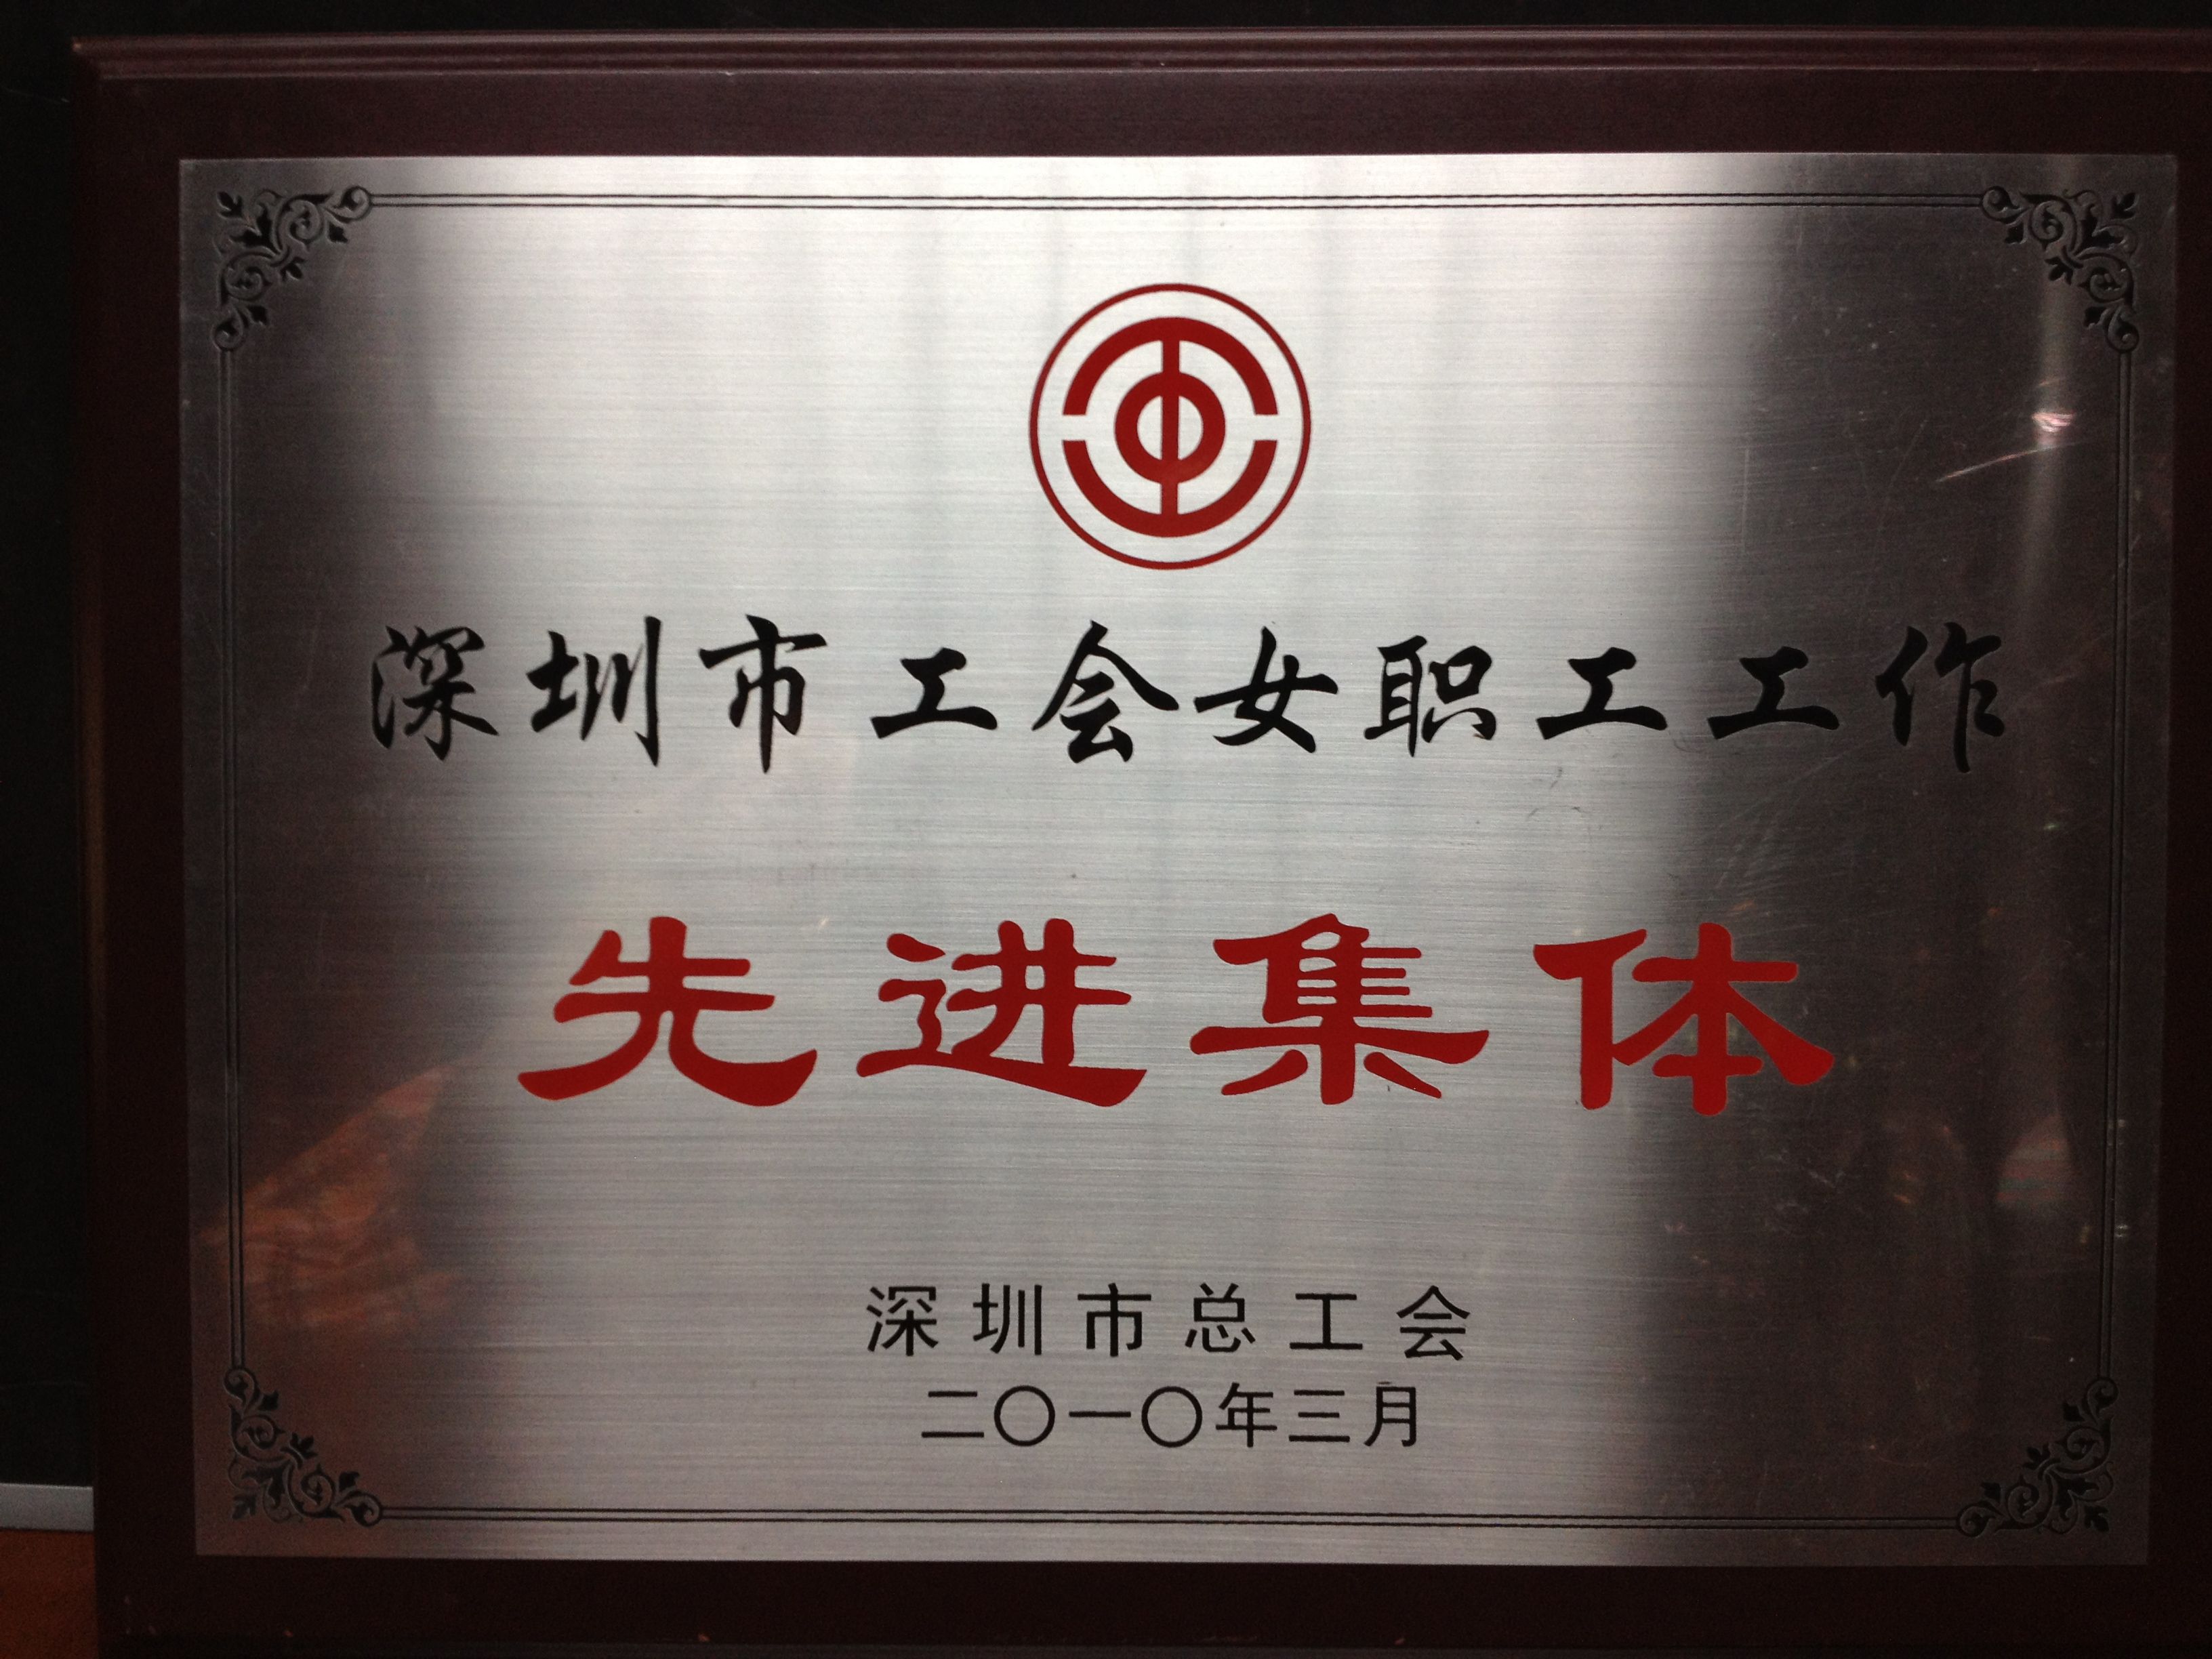 深圳市工会女职工工作
先进集体
深圳市总工会
二〇一〇年三月